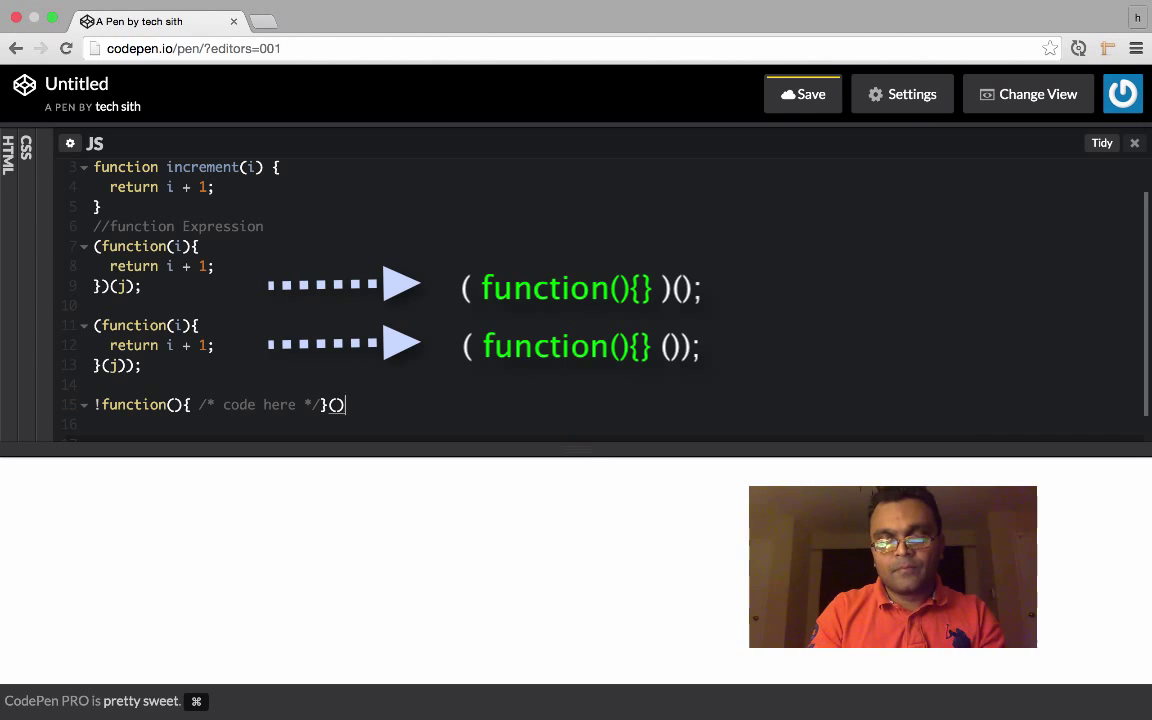 A Pen by tech sith
h
codepen.io/pen/?editors=001
Untitled
A PEN BY tech sith
Save
Settings
Change View
HTML
CSS
JS
Tidy
3 function increment(i) {
4 return i + 1;
5 }
6 //function Expression
7 (function(i){
8 return i + 1;
9 })(j);
10
11 (function(i){
12 return i + 1;
13 }(j));
14
15 !function(){ /* code here */}()
16
( function(){} )();
( function(){} ());
CodePen PRO is pretty sweet. ⌘